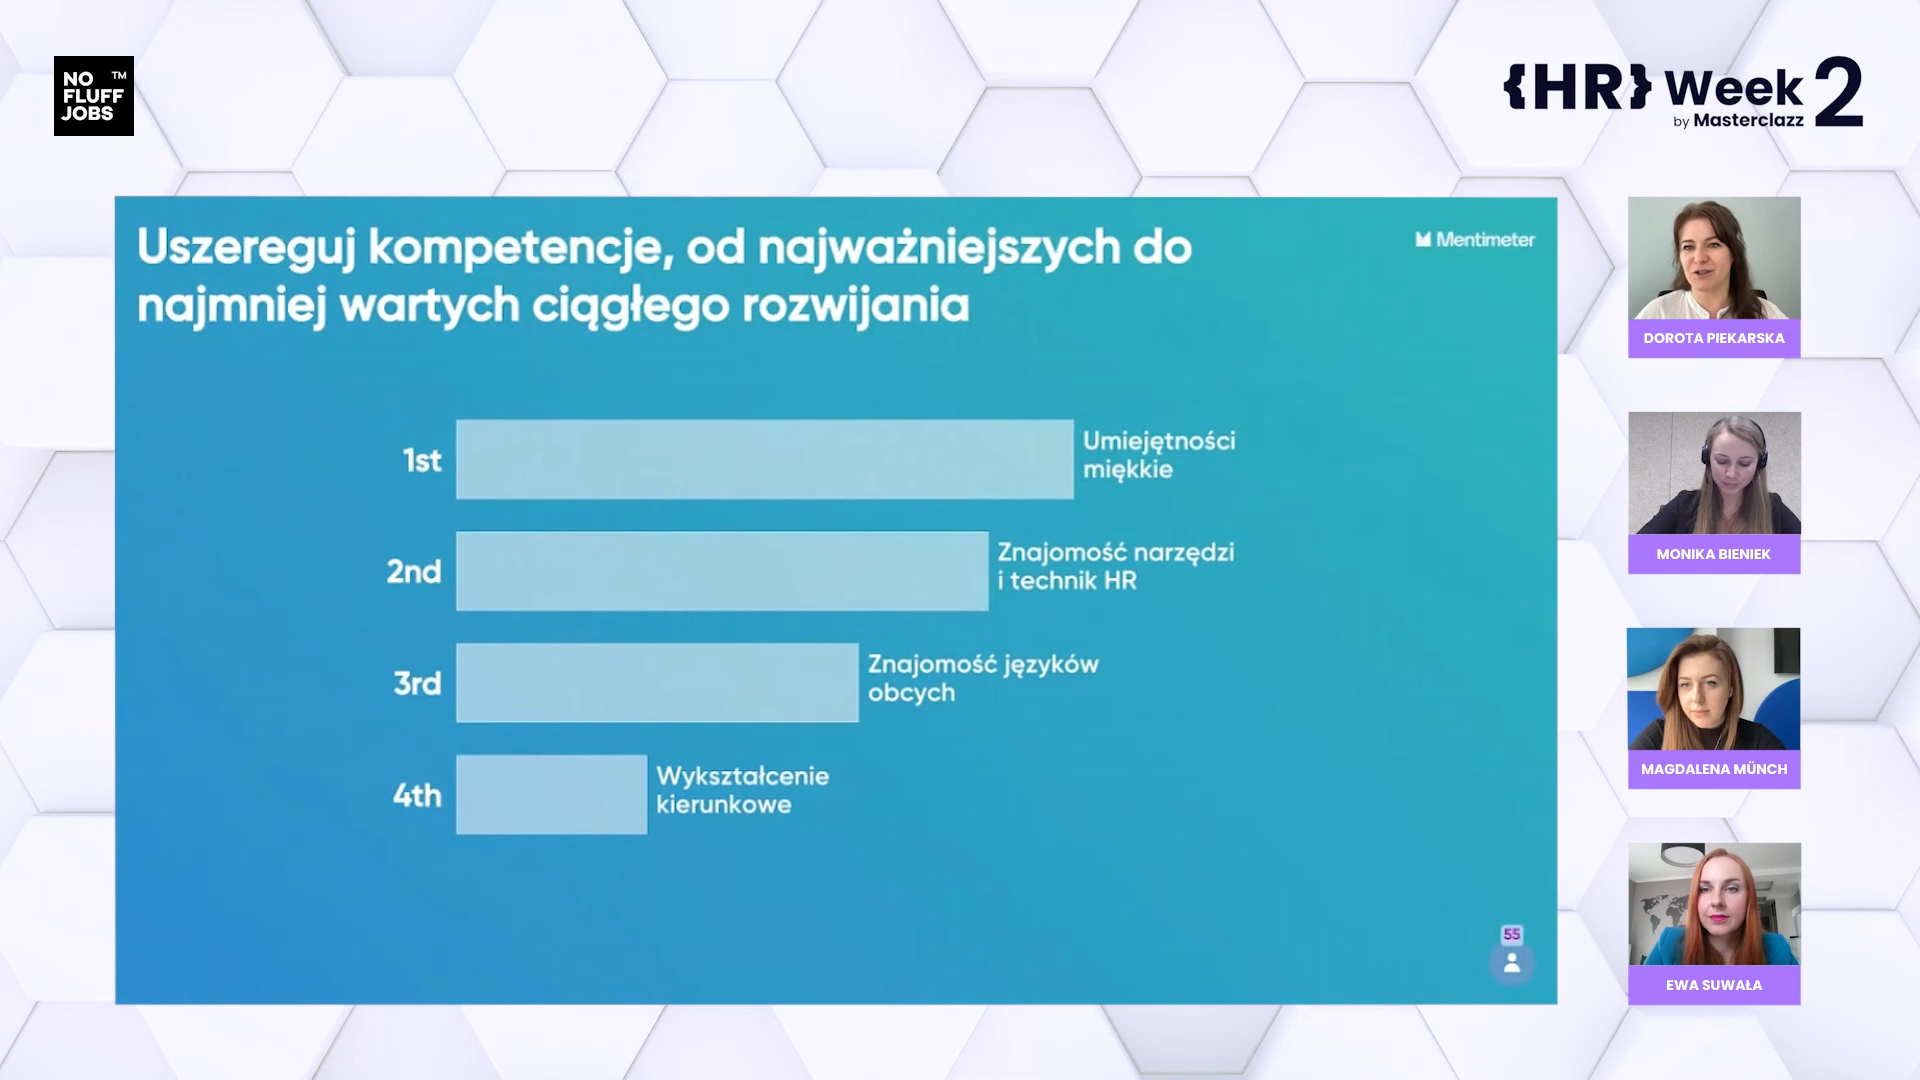 NO TM
FLUFF
JOBS
{HR} Week 2
by Masterclazz
Uszereguj kompetencje, od najważniejszych do
najmniej wartych ciągłego rozwijania
Mentimeter
1st
Umiejętności
miękkie
2nd
Znajomość narzędzi
i technik HR
3rd
Znajomość języków
obcych
4th
Wykształcenie
kierunkowe
55
DOROTA PIEKARSKA
MONIKA BIENIEK
MAGDALENA MÜNCH
EWA SUWAŁA